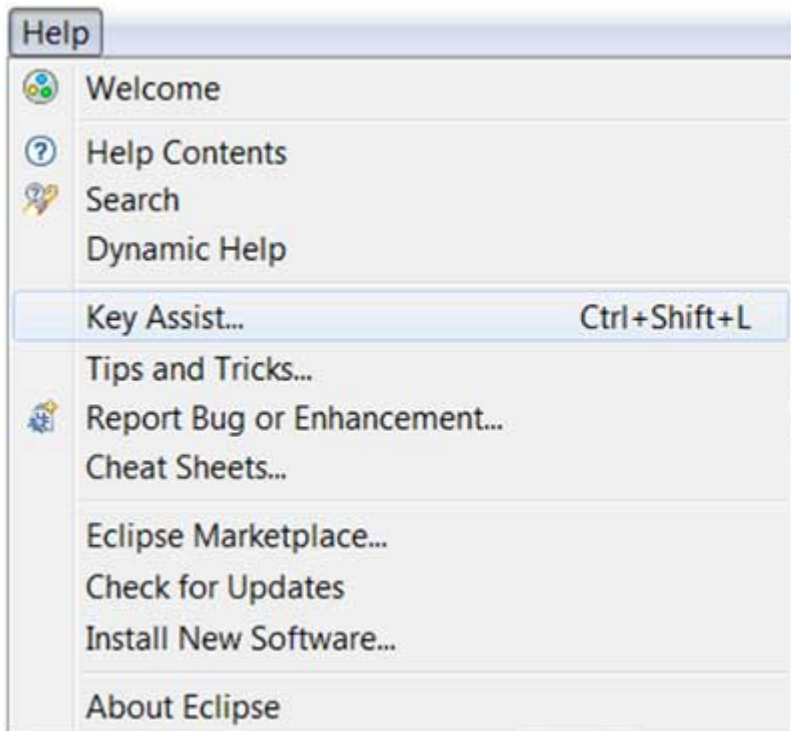 Help
Welcome
Help Contents
Search
Dynamic Help
Key Assist... Ctrl+Shift+L
Tips and Tricks...
Report Bug or Enhancement...
Cheat Sheets...
Eclipse Marketplace...
Check for Updates
Install New Software...
About Eclipse